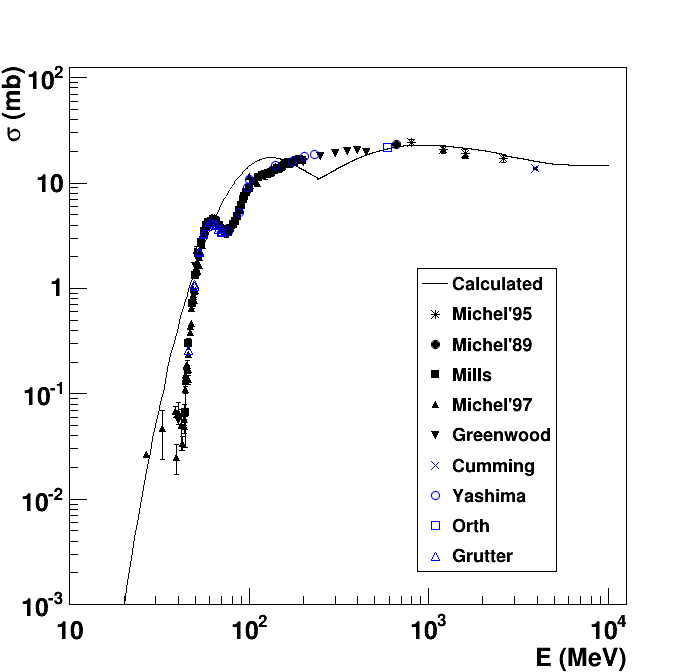 σ (mb)
10²
10
1
10⁻¹
10⁻²
10⁻³
Calculated
Michel'95
Michel'89
Mills
Michel'97
Greenwood
Cumming
Yashima
Orth
Grutter
10 10² 10³ 10⁴
E (MeV)